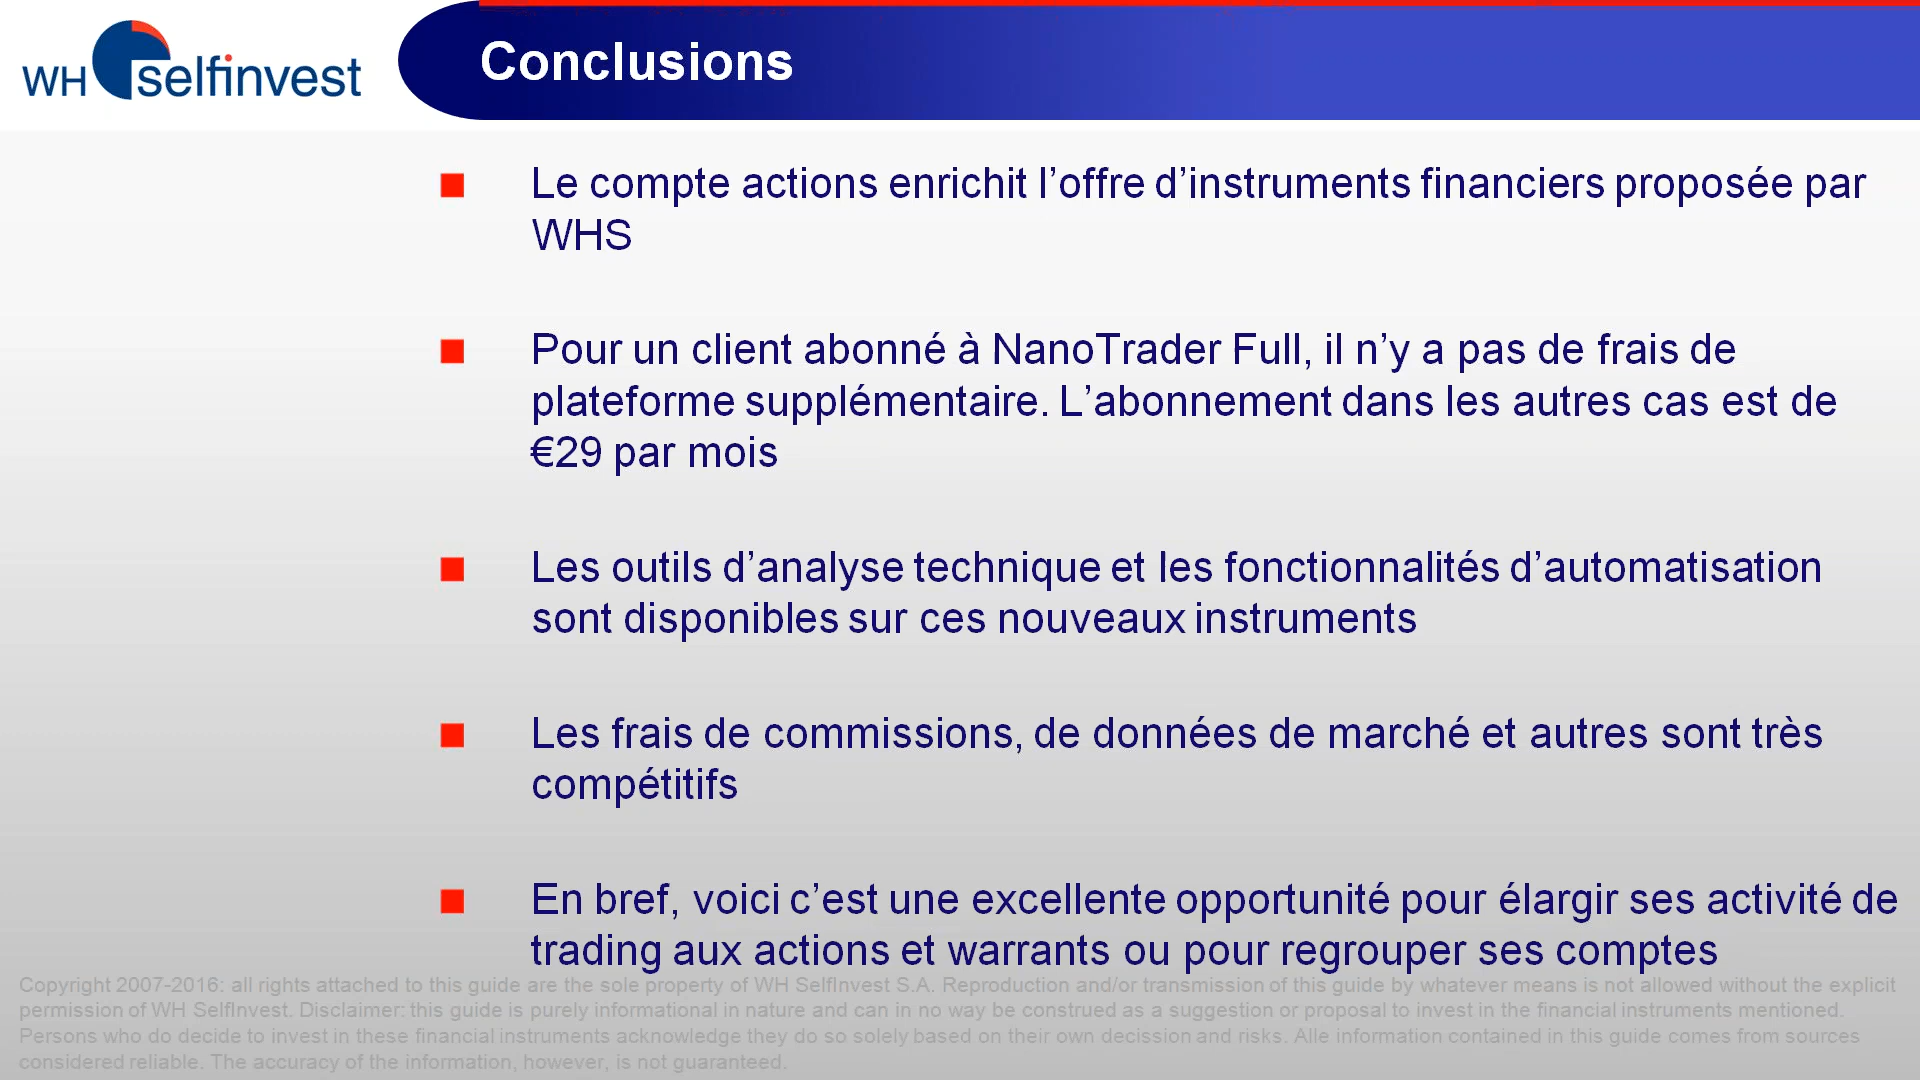 WH selfinvest
Conclusions
Le compte actions enrichit l’offre d’instruments financiers proposée par
WHS
Pour un client abonné à NanoTrader Full, il n’y a pas de frais de
plateforme supplémentaire. L’abonnement dans les autres cas est de
€29 par mois
Les outils d’analyse technique et les fonctionnalités d’automatisation
sont disponibles sur ces nouveaux instruments
Les frais de commissions, de données de marché et autres sont très
compétitifs
En bref, voici c’est une excellente opportunité pour élargir ses activité de
trading aux actions et warrants ou pour regrouper ses comptes
Copyright 2007-2016: all rights attached to this guide are the sole property of WH SelfInvest S.A. Reproduction and/or transmission of this guide by whatever means is not allowed without the explicit
permission of WH SelfInvest. Disclaimer: this guide is purely informational in nature and can in no way be construed as a suggestion or proposal to invest in the financial instruments mentioned.
Persons who do decide to invest in these financial instruments acknowledge they do so solely based on their own decission and risks. Alle information contained in this guide comes from sources
considered reliable. The accuracy of the information, however, is not guaranteed.